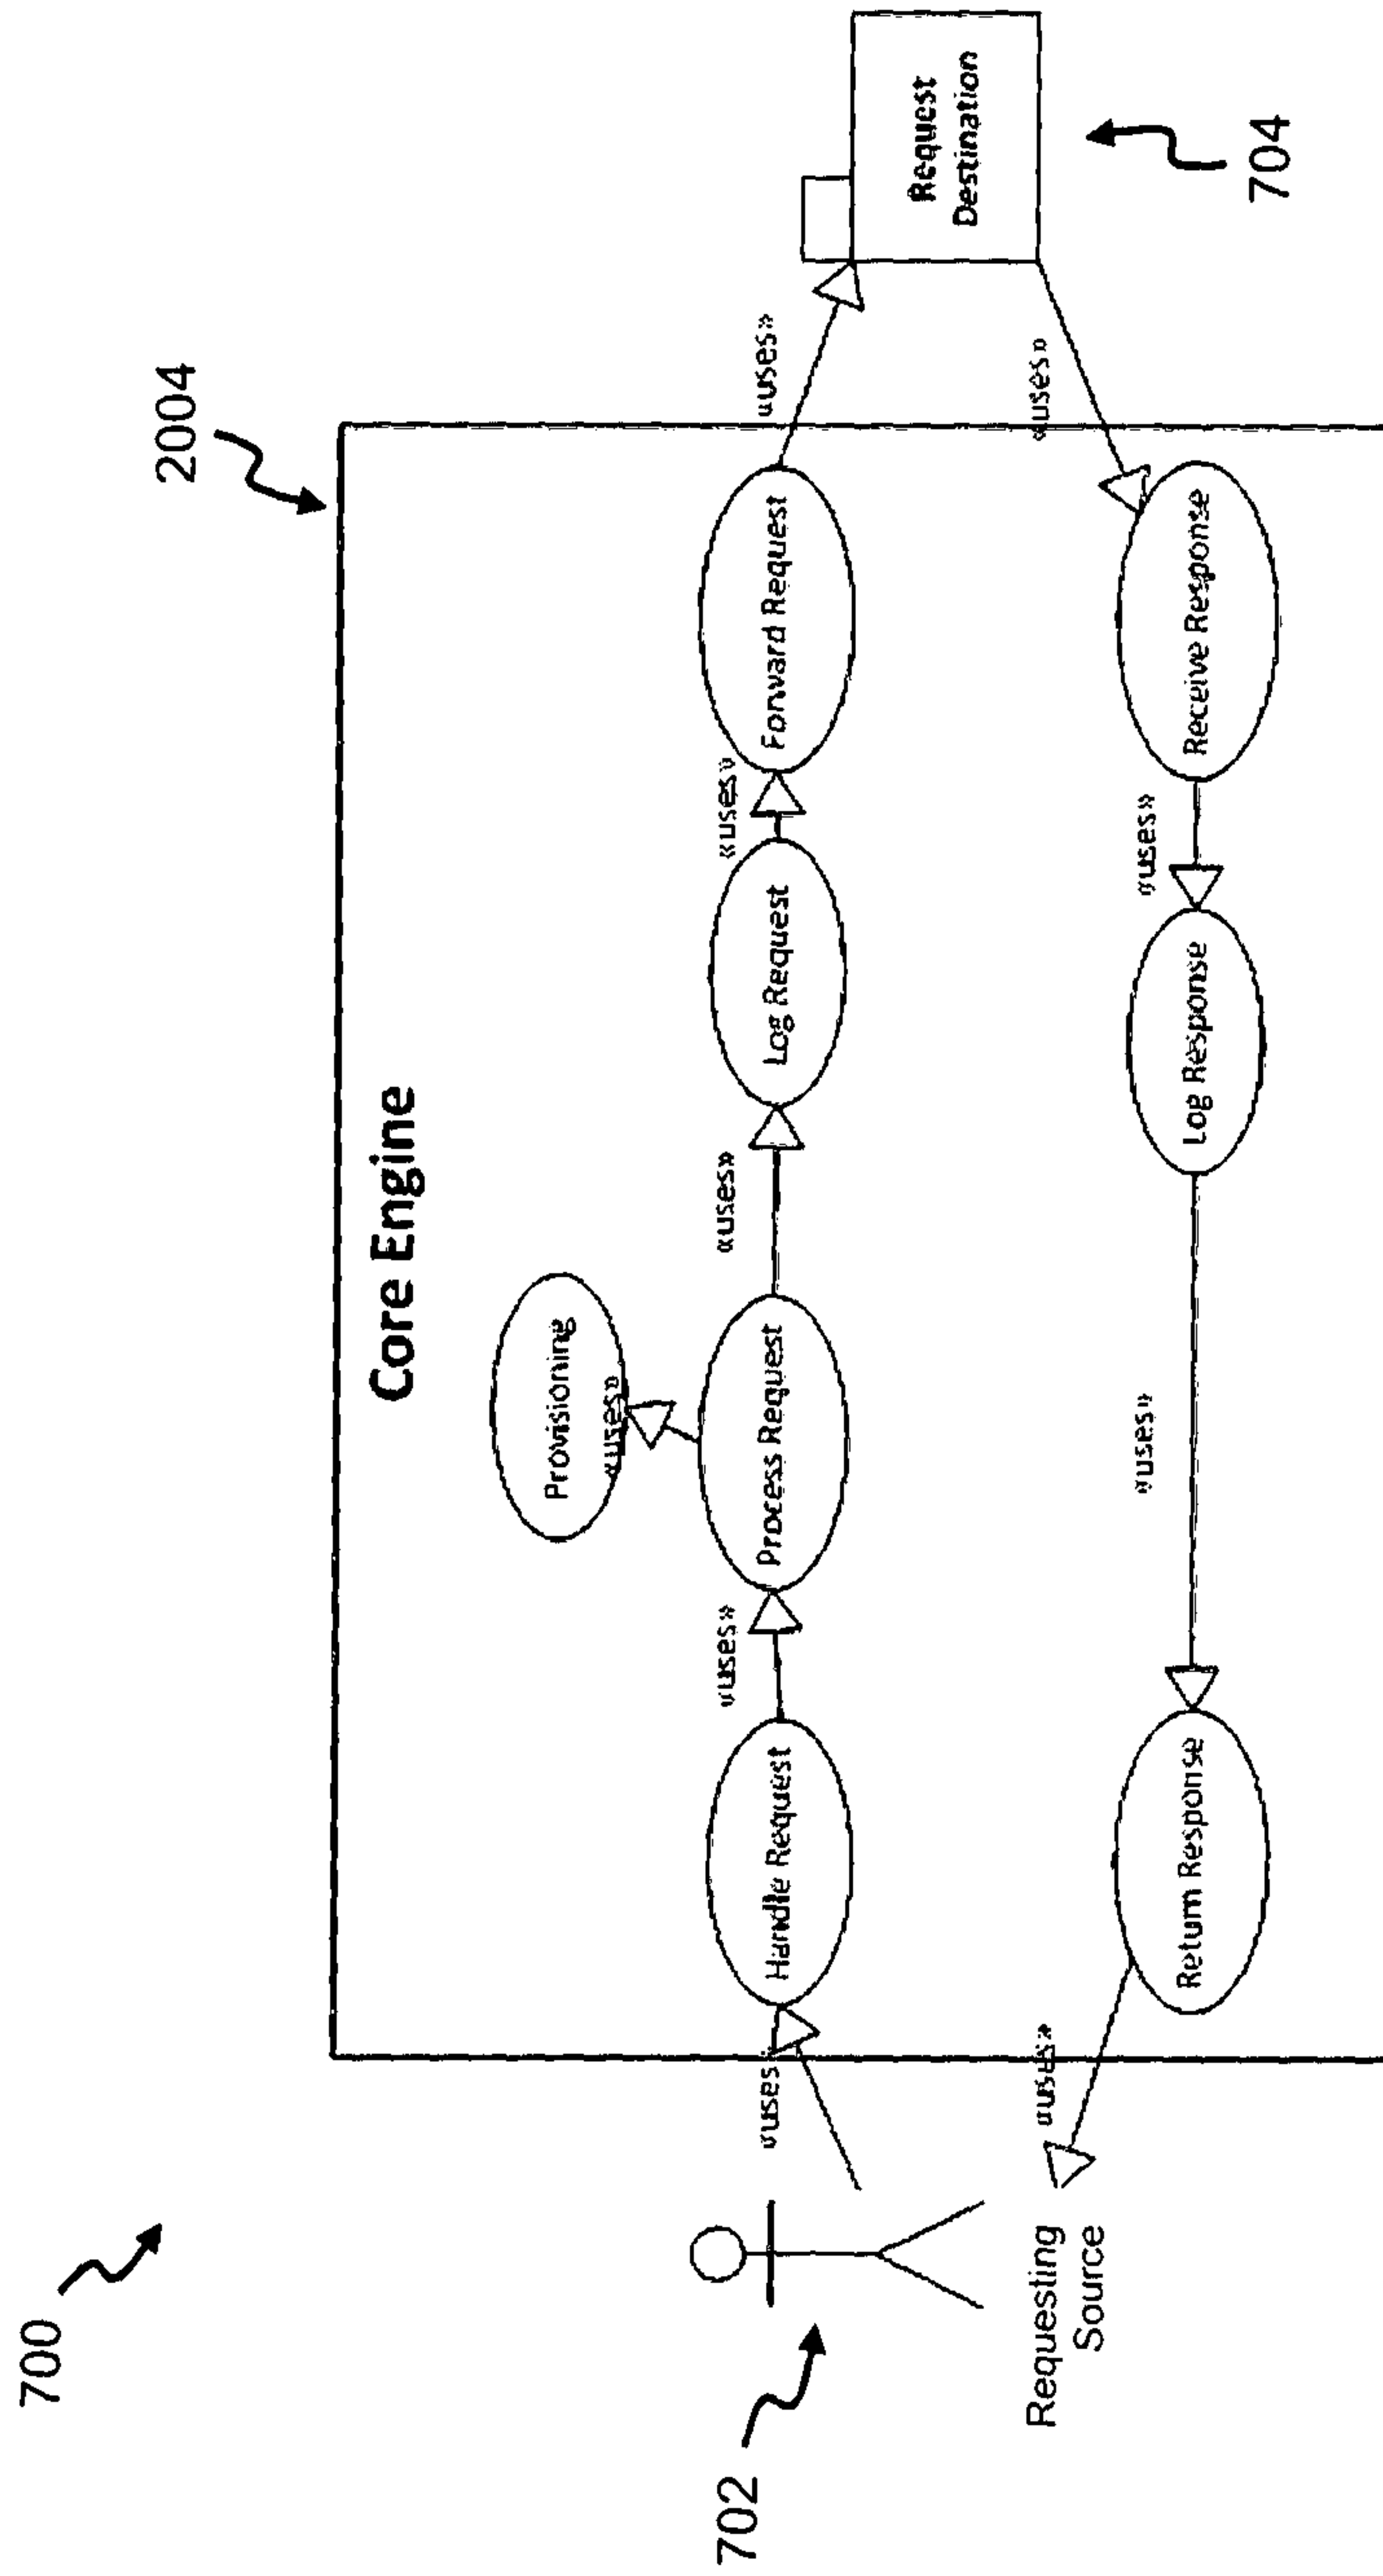 700
2004
Core Engine
Provisioning
«uses»
702
Requesting
Source
«uses
Handle Request
«uses»
Process Request
«uses»
Log Request
«uses»
Forward Request
«uses»
Request
Destination
704
«uses»
Return Response
«uses»
Log Response
«uses»
Receive Response
«uses»